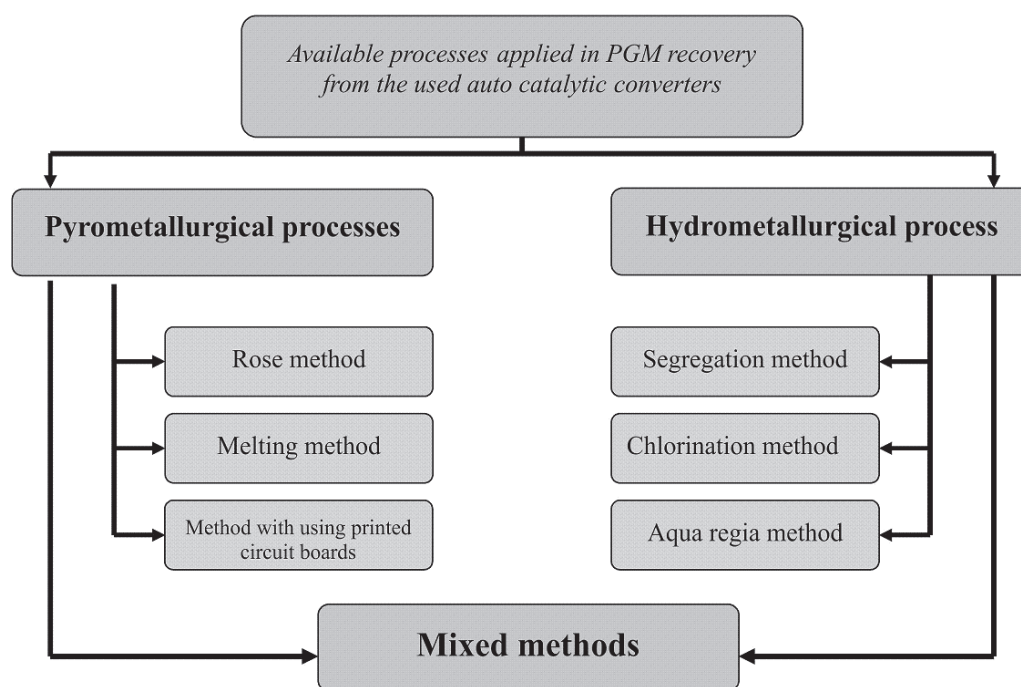 Available processes applied in PGM recovery
from the used auto catalytic converters
Pyrometallurgical processes
Rose method
Melting method
Method with using printed
circuit boards
Hydrometallurgical process
Segregation method
Chlorination method
Aqua regia method
Mixed methods